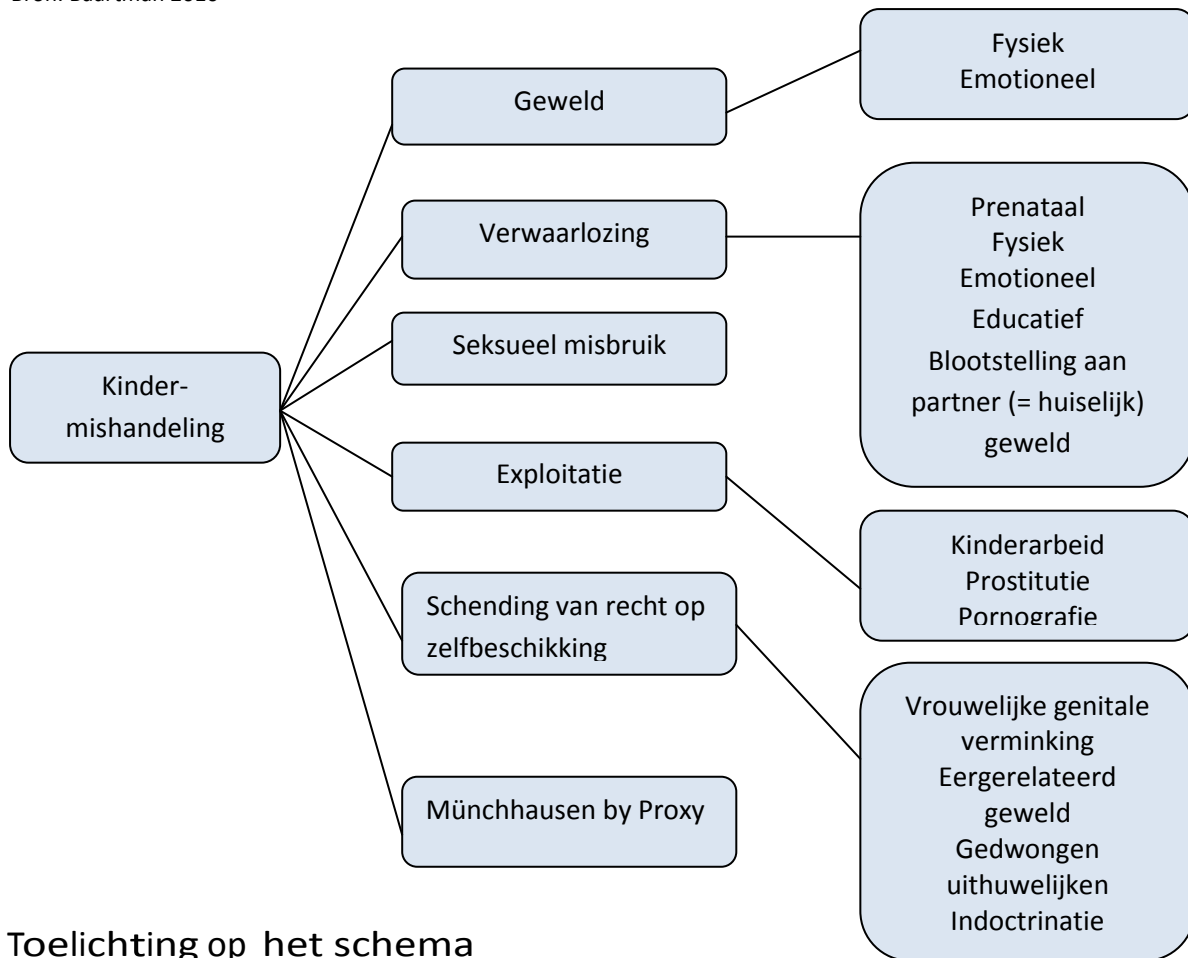 Fysiek
Emotioneel
Geweld
Prenataal
Fysiek
Emotioneel
Educatief
Blootstelling aan
partner (= huiselijk)
geweld
Verwaarlozing
Seksueel misbruik
Kinder-
mishandeling
Exploitatie
Kinderarbeid
Prostitutie
Pornografie
Schending van recht op
zelfbeschikking
Vrouwelijke genitale
verminking
Eergerelateerd
geweld
Gedwongen
uithuwelijken
Indoctrinatie
Münchhausen by Proxy
Toelichting op het schema